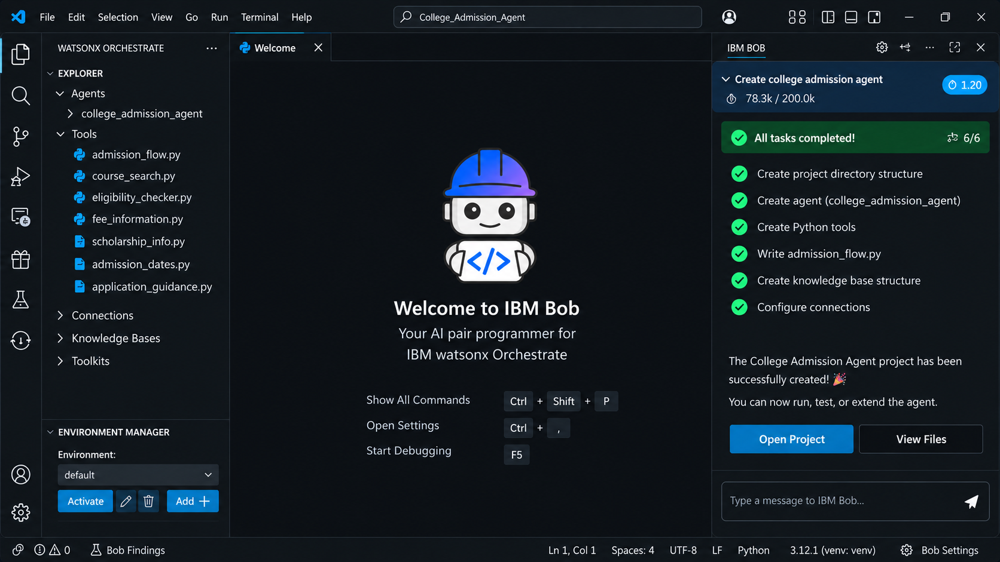 File Edit Selection View Go Run Terminal Help
College_Admission_Agent
WATSONX ORCHESTRATE
EXPLORER
Agents
college_admission_agent
Tools
admission_flow.py
course_search.py
eligibility_checker.py
fee_information.py
scholarship_info.py
admission_dates.py
application_guidance.py
Connections
Knowledge Bases
Toolkits
ENVIRONMENT MANAGER
Environment:
default
Activate Add +
Welcome
</>
Welcome to IBM Bob
Your AI pair programmer for
IBM watsonx Orchestrate
Show All Commands Ctrl + Shift + P
Open Settings Ctrl + ,
Start Debugging F5
IBM BOB
Create college admission agent
1.20
78.3k / 200.0k
All tasks completed! 6/6
Create project directory structure
Create agent (college_admission_agent)
Create Python tools
Write admission_flow.py
Create knowledge base structure
Configure connections
The College Admission Agent project has been
successfully created! 🎉
You can now run, test, or extend the agent.
Open Project View Files
Type a message to IBM Bob...
0 Bob Findings Ln 1, Col 1 Spaces: 4 UTF-8 LF Python 3.12.1 (venv: venv) Bob Settings